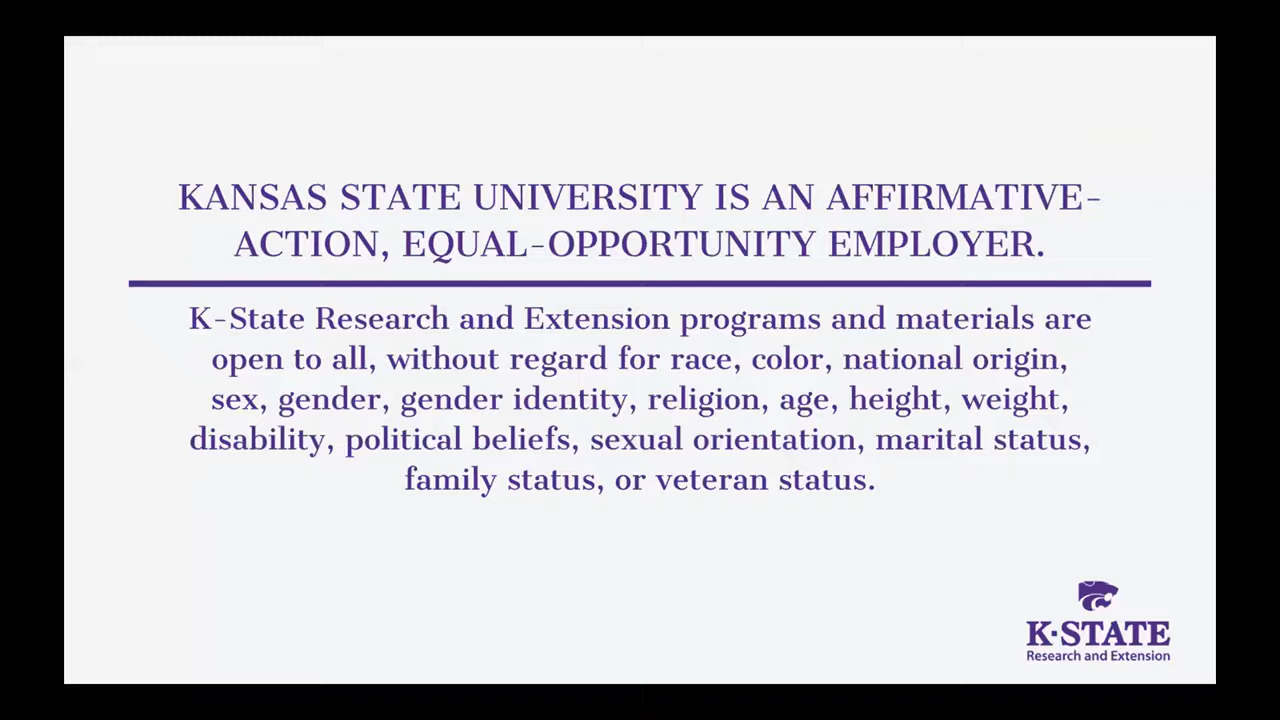 KANSAS STATE UNIVERSITY IS AN AFFIRMATIVE-
ACTION, EQUAL-OPPORTUNITY EMPLOYER.
K-State Research and Extension programs and materials are
open to all, without regard for race, color, national origin,
sex, gender, gender identity, religion, age, height, weight,
disability, political beliefs, sexual orientation, marital status,
family status, or veteran status.
K·STATE
Research and Extension